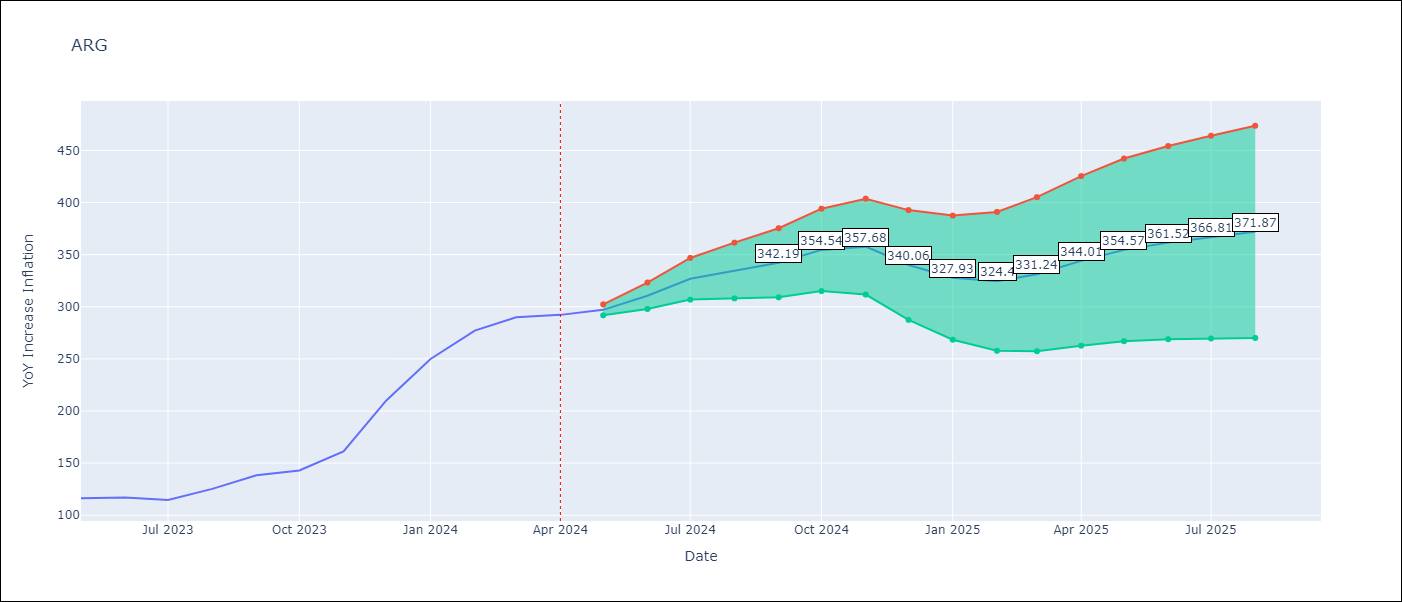 ARG
YoY Increase Inflation
450
400
350
300
250
200
150
100
342.19
354.54
357.68
340.06
327.93
324.4
331.24
344.01
354.57
361.52
366.81
371.87
Jul 2023
Oct 2023
Jan 2024
Apr 2024
Jul 2024
Oct 2024
Jan 2025
Apr 2025
Jul 2025
Date